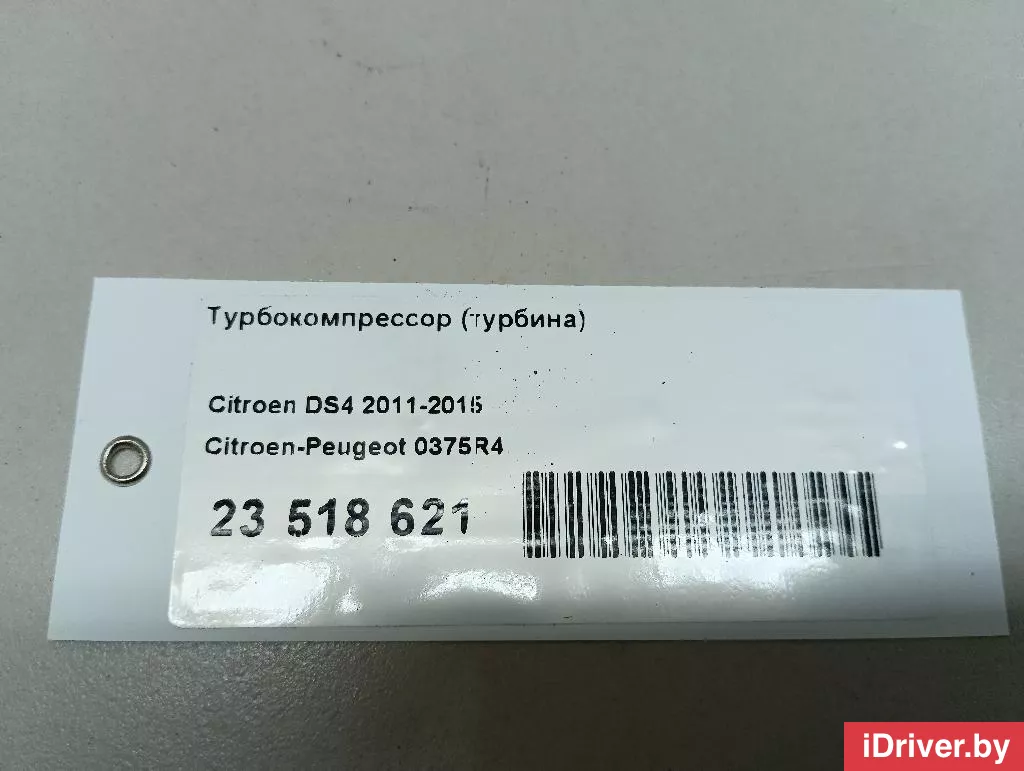 Турбокомпрессор (турбина)
Citroen DS4 2011-2015
Citroen-Peugeot 0375R4
23 518 621
iDriver.by